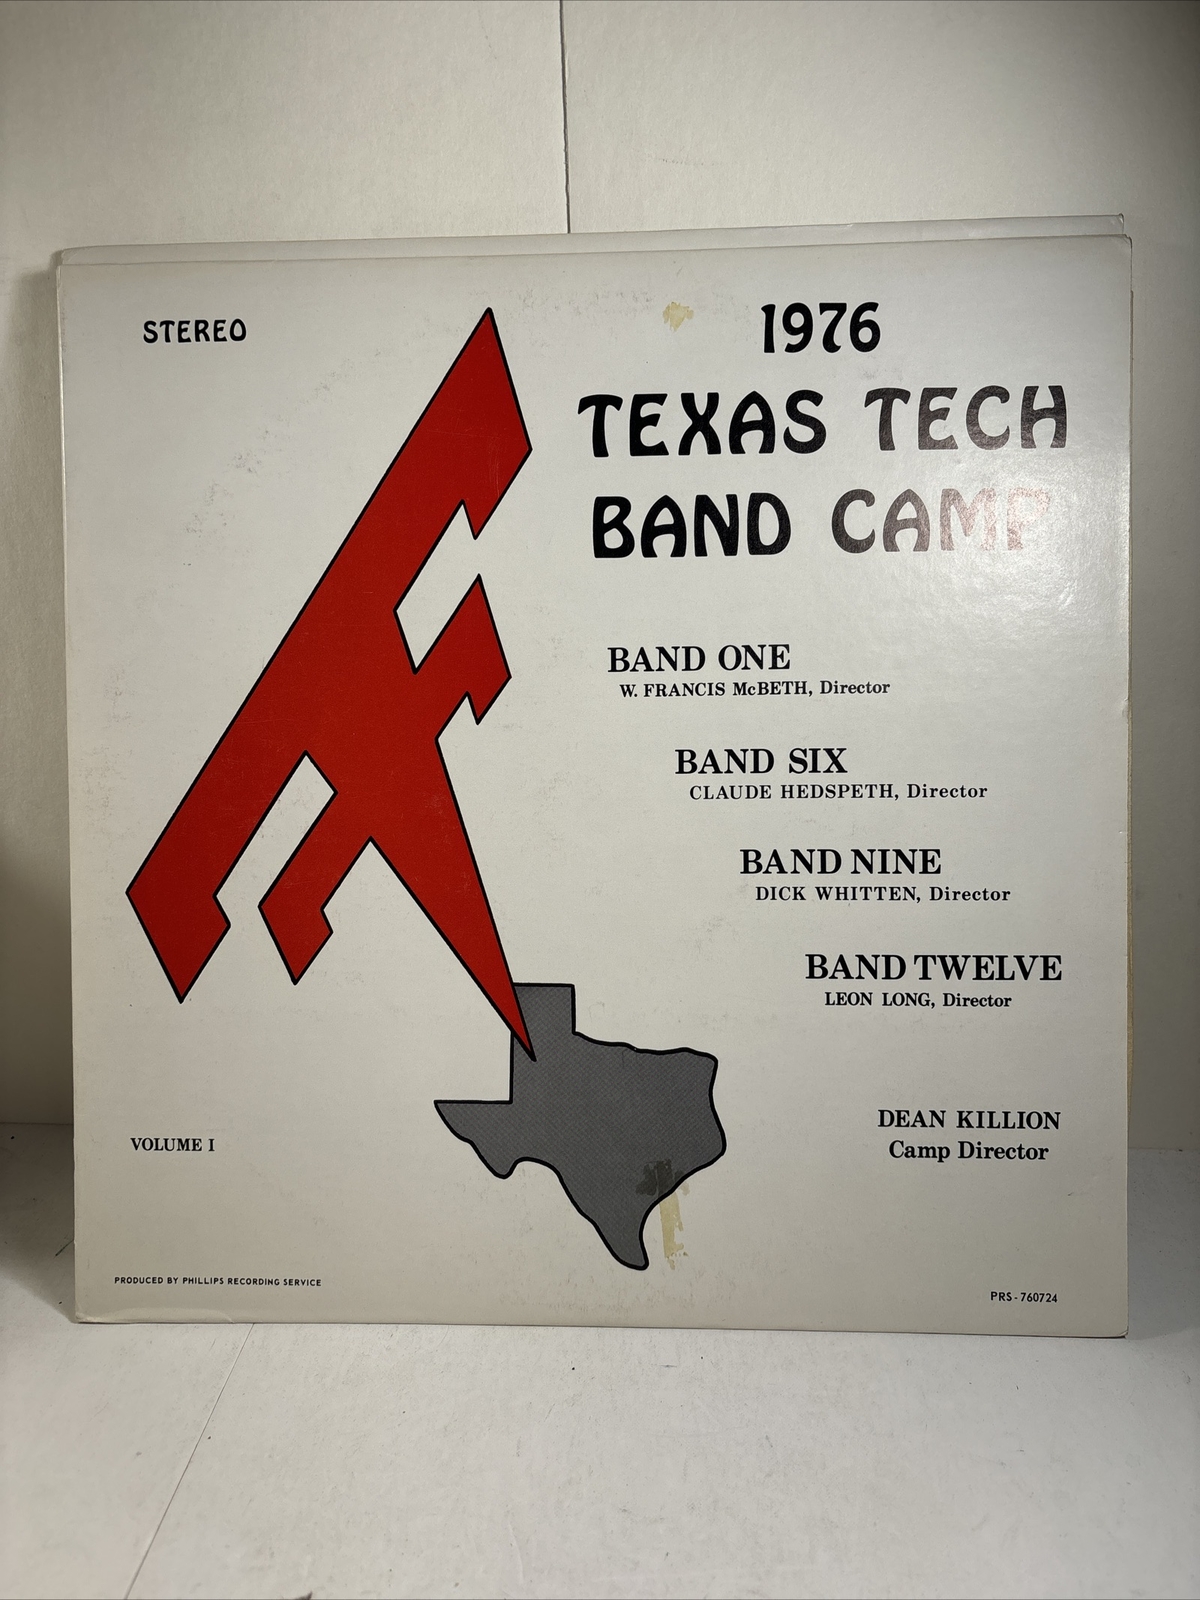 STEREO
1976
TEXAS TECH
BAND CAMP
BAND ONE
W. FRANCIS McBETH, Director
BAND SIX
CLAUDE HEDSPETH, Director
BAND NINE
DICK WHITTEN, Director
BAND TWELVE
LEON LONG, Director
DEAN KILLION
Camp Director
VOLUME I
PRODUCED BY PHILLIPS RECORDING SERVICE
PRS-760724